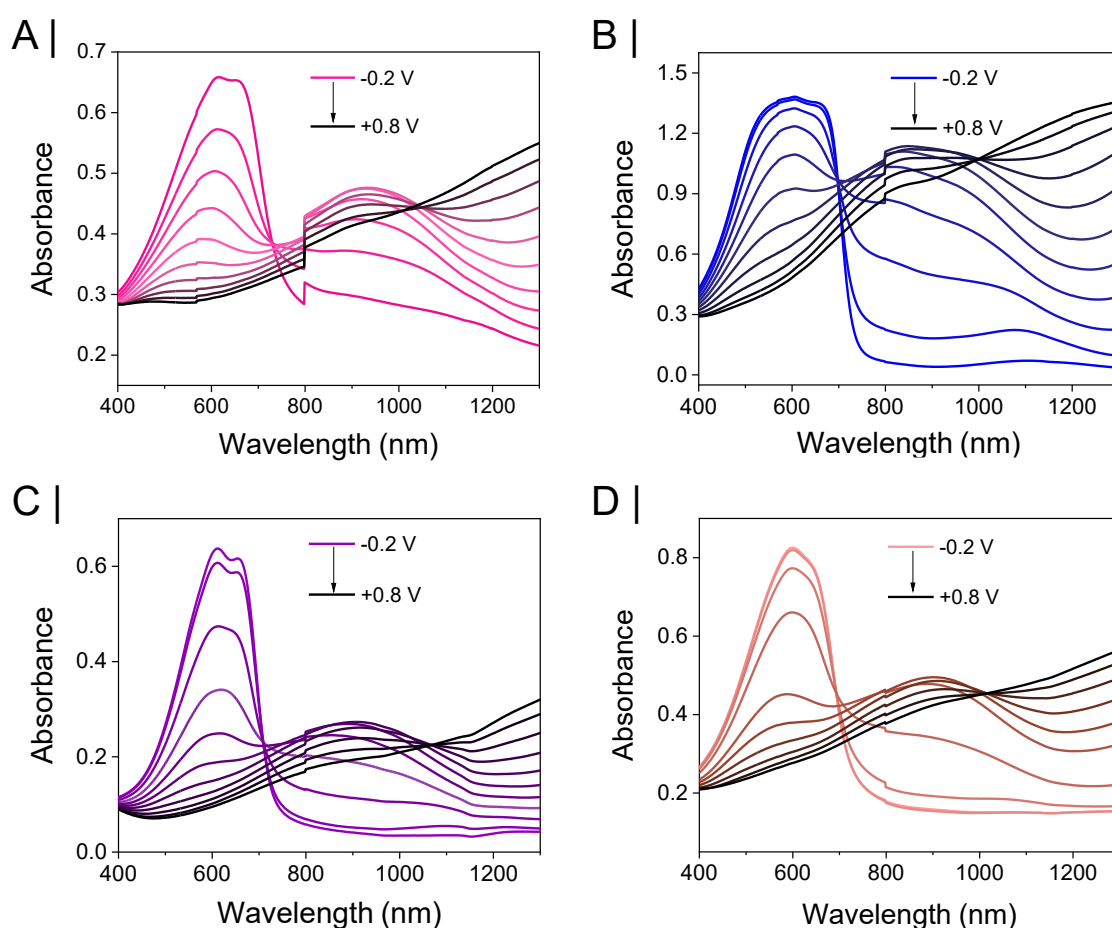 A |
0.7
0.6
0.5
0.4
0.3
0.2
Absorbance
-0.2 V
+0.8 V
400 600 800 1000 1200
Wavelength (nm)
B |
1.5
1.2
0.9
0.6
0.3
0.0
Absorbance
-0.2 V
+0.8 V
400 600 800 1000 1200
Wavelength (nm)
C |
0.6
0.4
0.2
0.0
Absorbance
-0.2 V
+0.8 V
400 600 800 1000 1200
Wavelength (nm)
D |
0.8
0.6
0.4
0.2
Absorbance
-0.2 V
+0.8 V
400 600 800 1000 1200
Wavelength (nm)